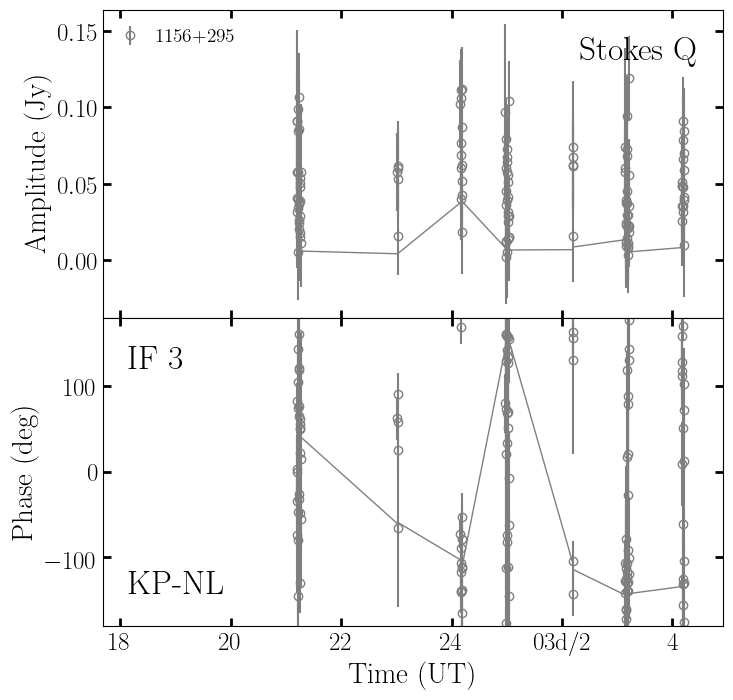 1156+295
Stokes Q
0.15
0.10
0.05
0.00
Amplitude (Jy)
IF 3
100
0
−100
Phase (deg)
KP-NL
18 20 22 24 03d/2 4
Time (UT)